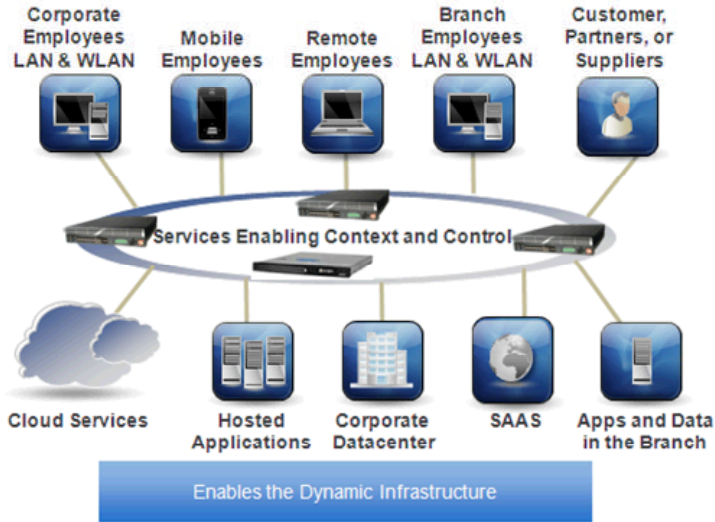 Corporate
Employees
LAN & WLAN
Mobile
Employees
Remote
Employees
Branch
Employees
LAN & WLAN
Customer,
Partners, or
Suppliers
Services Enabling Context and Control
Cloud Services
Hosted
Applications
Corporate
Datacenter
SAAS
Apps and Data
in the Branch
Enables the Dynamic Infrastructure